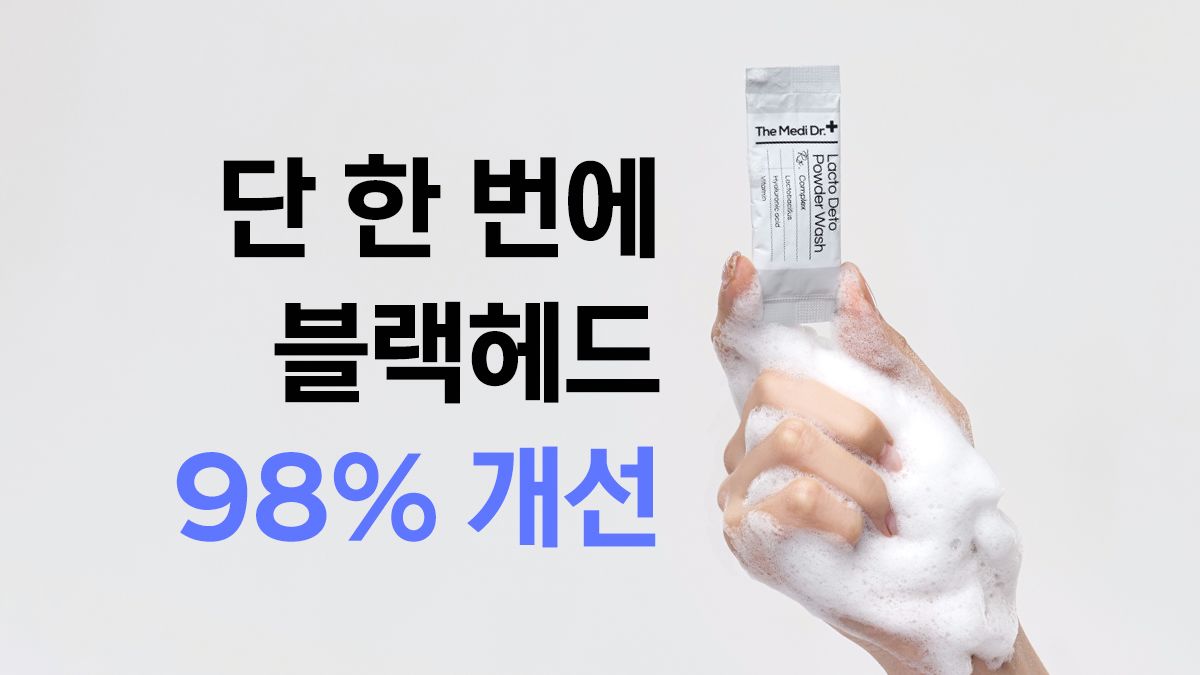 단 한 번에
블랙헤드
98% 개선
The Medi Dr.+
Lacto Deto
Powder Wash
Rx. Complex
Lactobacillus
Hyaluronic acid
Vitamin